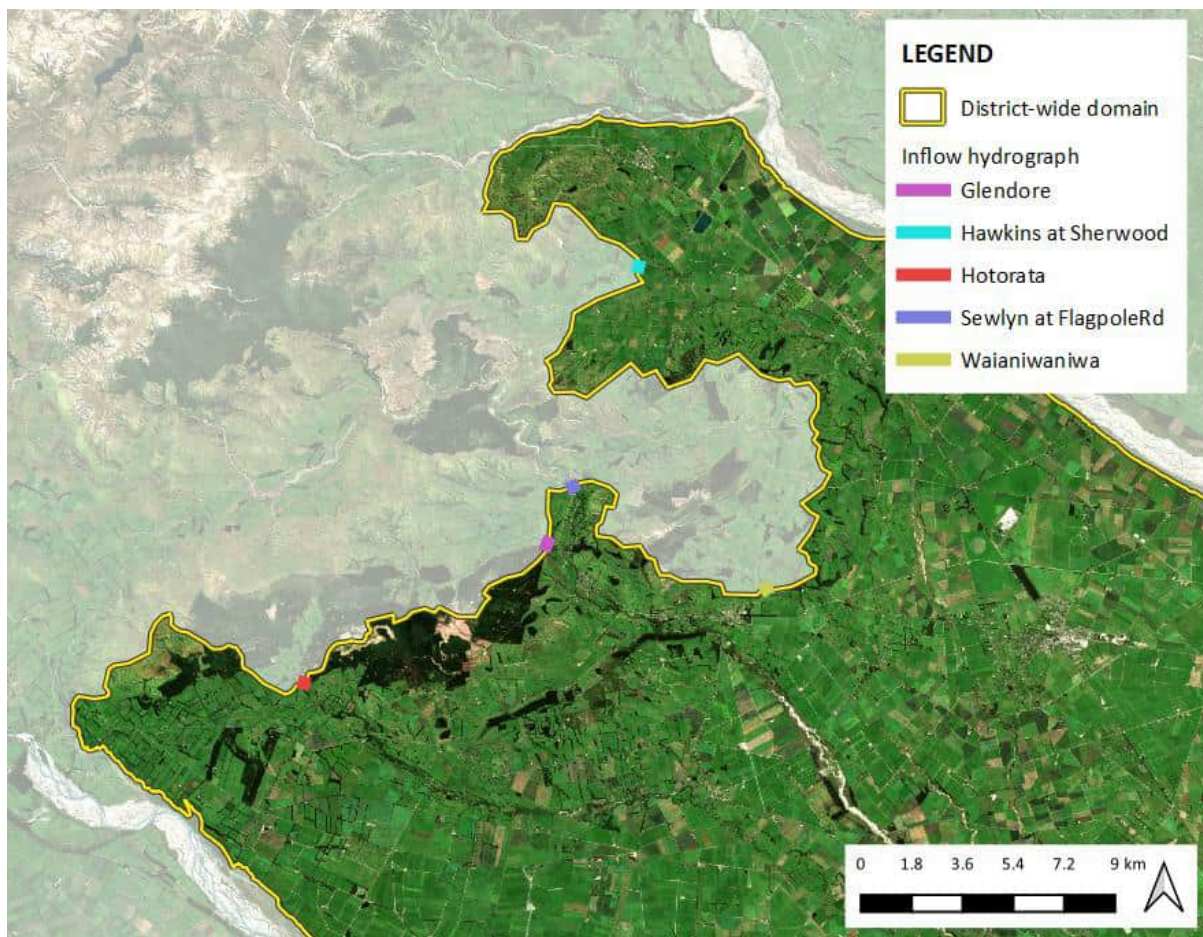 LEGEND
District-wide domain
Inflow hydrograph
Glendore
Hawkins at Sherwood
Hotorata
Sewlyn at FlagpoleRd
Waianiwaniwa
0 1.8 3.6 5.4 7.2 9 km